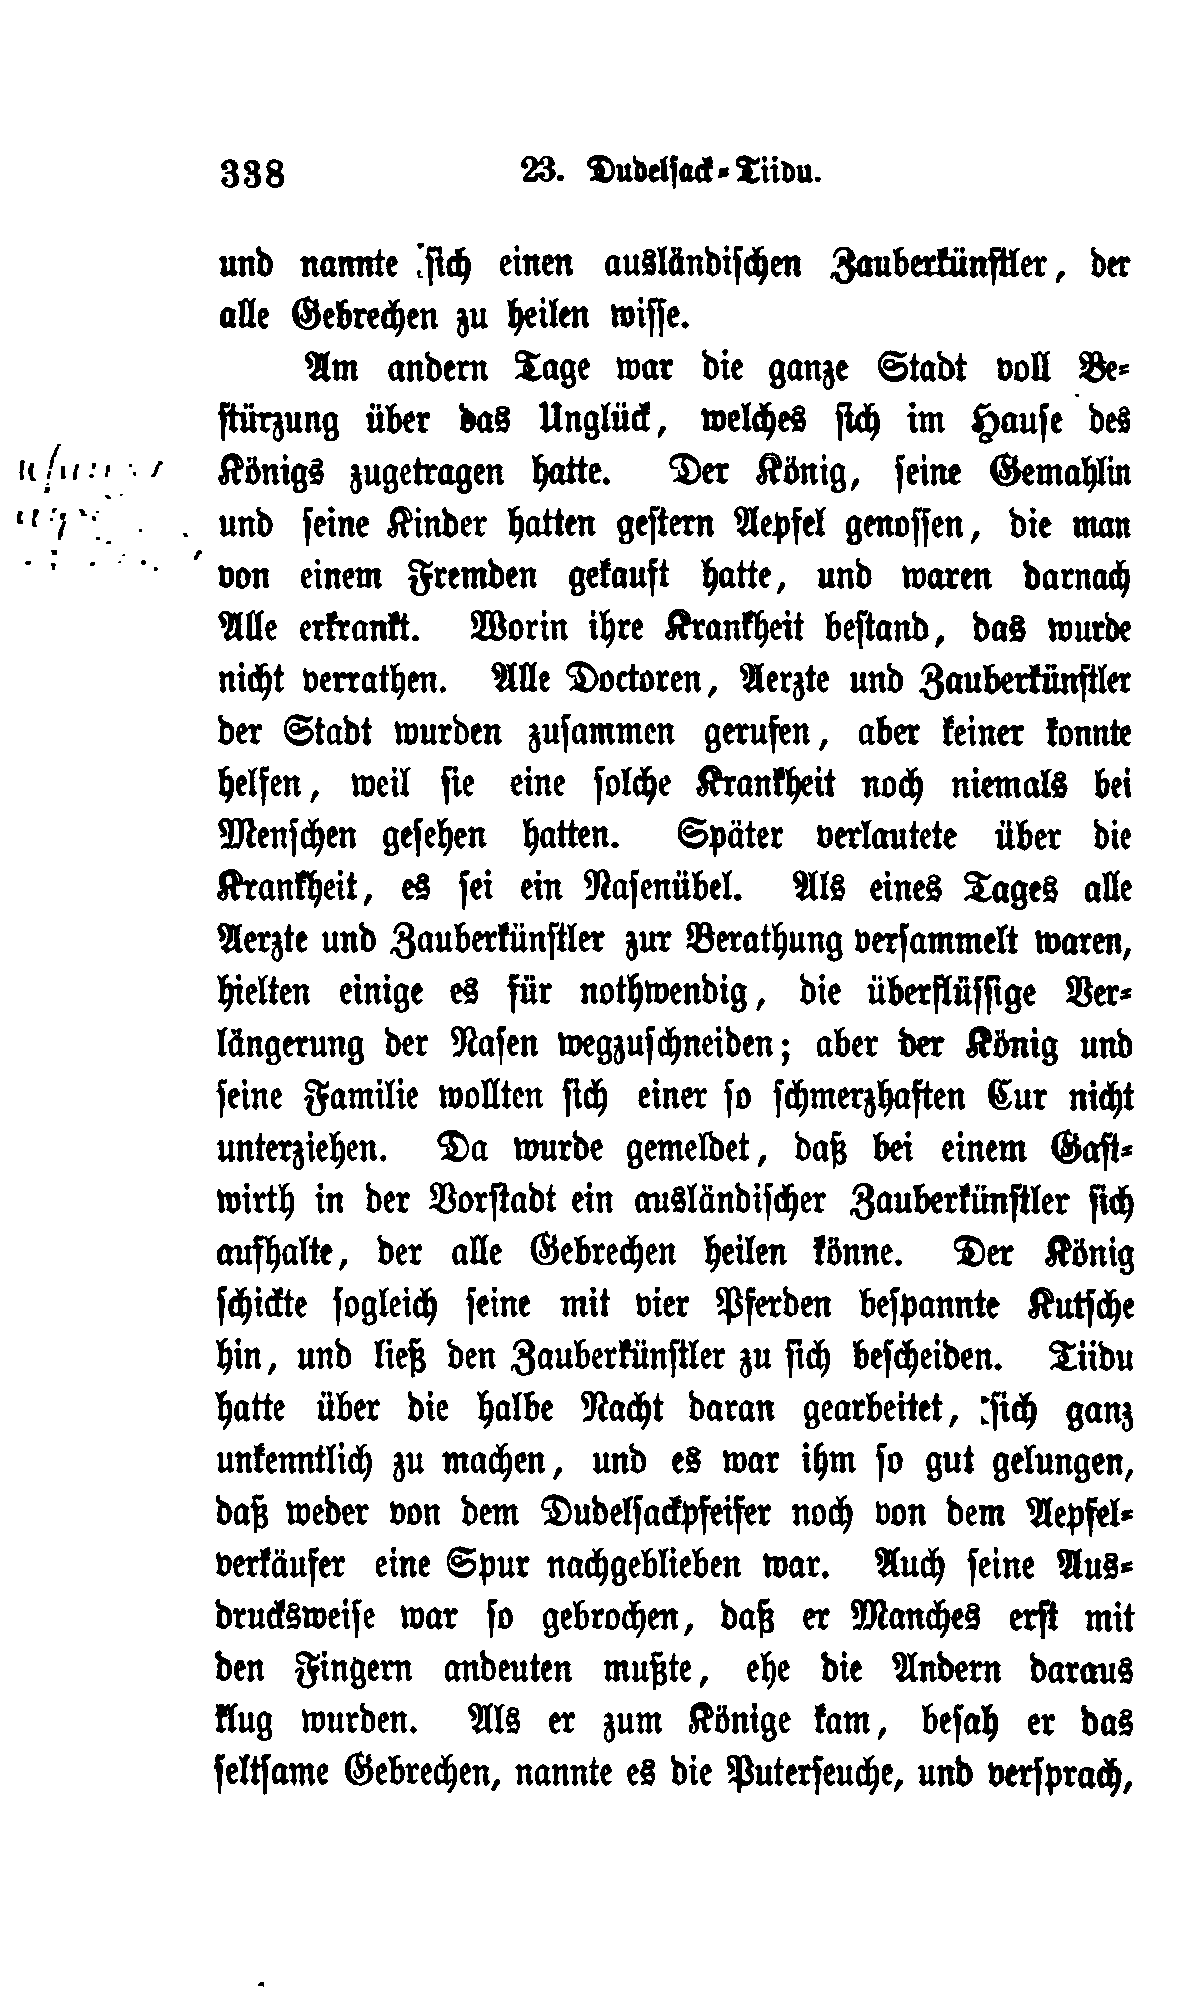 338 23. Dudelsack-Tiidu.
und nannte sich einen ausländischen Zauberkünstler, der
alle Gebrechen zu heilen wisse.
Am andern Tage war die ganze Stadt voll Be-
stürzung über das Unglück, welches sich im Hause des
Königs zugetragen hatte. Der König, seine Gemahlin
und seine Kinder hatten gestern Aepfel genossen, die man
von einem Fremden gekauft hatte, und waren darnach
Alle erkrankt. Worin ihre Krankheit bestand, das wurde
nicht verrathen. Alle Doctoren, Aerzte und Zauberkünstler
der Stadt wurden zusammen gerufen, aber keiner konnte
helfen, weil sie eine solche Krankheit noch niemals bei
Menschen gesehen hatten. Später verlautete über die
Krankheit, es sei ein Nasenübel. Als eines Tages alle
Aerzte und Zauberkünstler zur Berathung versammelt waren,
hielten einige es für nothwendig, die überflüssige Ver-
längerung der Nasen wegzuschneiden; aber der König und
seine Familie wollten sich einer so schmerzhaften Cur nicht
unterziehen. Da wurde gemeldet, daß bei einem Gast-
wirth in der Vorstadt ein ausländischer Zauberkünstler sich
aufhalte, der alle Gebrechen heilen könne. Der König
schickte sogleich seine mit vier Pferden bespannte Kutsche
hin, und ließ den Zauberkünstler zu sich bescheiden. Tiidu
hatte über die halbe Nacht daran gearbeitet, sich ganz
unkenntlich zu machen, und es war ihm so gut gelungen,
daß weder von dem Dudelsackpfeifer noch von dem Aepfel-
verkäufer eine Spur nachgeblieben war. Auch seine Aus-
drucksweise war so gebrochen, daß er Manches erst mit
den Fingern andeuten mußte, ehe die Andern daraus
klug wurden. Als er zum Könige kam, besah er das
seltsame Gebrechen, nannte es die Puterseuche, und versprach,